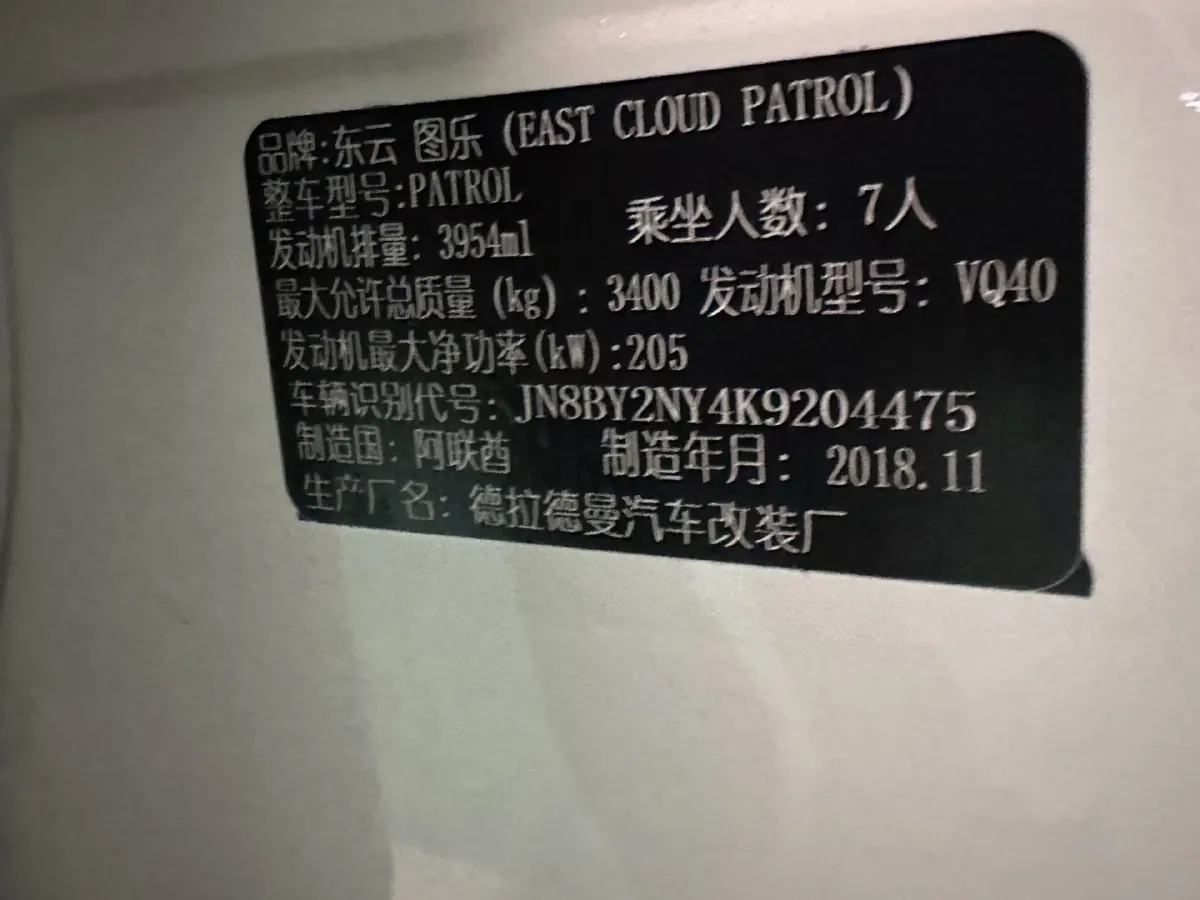 品牌:东云 图乐 (EAST CLOUD PATROL)
整车型号:PATROL
乘坐人数: 7人
发动机排量: 3954ml
最大允许总质量 (kg) : 3400 发动机型号: VQ40
发动机最大净功率(kW):205
车辆识别代号: JN8BY2NY4K9204475
制造国: 阿联酋 制造年月: 2018.11
生产厂名: 德拉德曼汽车改装厂